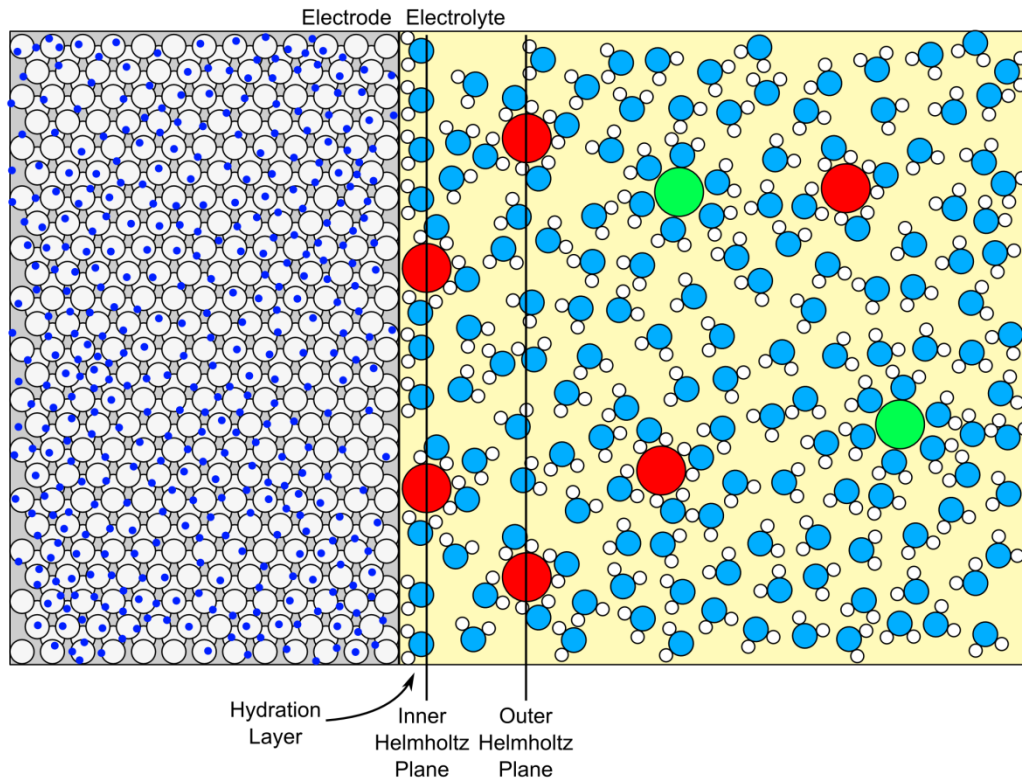 Electrode Electrolyte
Hydration
Layer
Inner
Helmholtz
Plane
Outer
Helmholtz
Plane